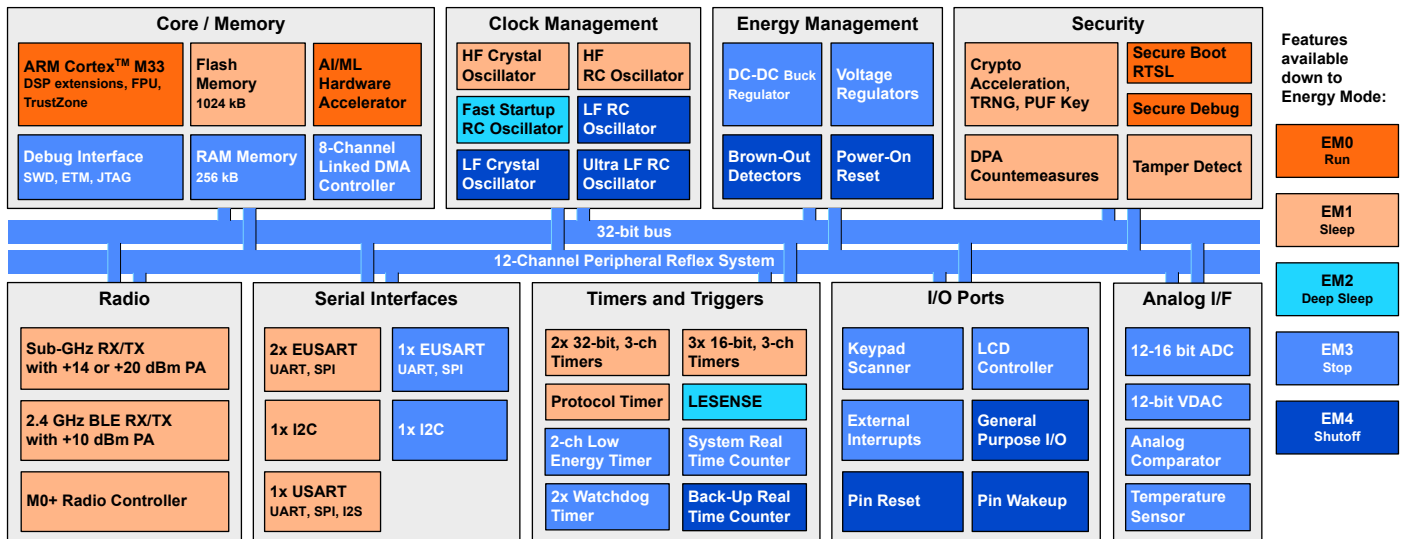 Core / Memory
ARM Cortex™ M33
DSP extensions, FPU,
TrustZone
Flash
Memory
1024 kB
AI/ML
Hardware
Accelerator
Debug Interface
SWD, ETM, JTAG
RAM Memory
256 kB
8-Channel
Linked DMA
Controller
Clock Management
HF Crystal
Oscillator
HF
RC Oscillator
Fast Startup
RC Oscillator
LF RC
Oscillator
LF Crystal
Oscillator
Ultra LF RC
Oscillator
Energy Management
DC-DC Buck
Regulator
Voltage
Regulators
Brown-Out
Detectors
Power-On
Reset
Security
Crypto
Acceleration,
TRNG, PUF Key
Secure Boot
RTSL
Secure Debug
DPA
Countemeasures
Tamper Detect
Features
available
down to
Energy Mode:
EM0
Run
EM1
Sleep
EM2
Deep Sleep
EM3
Stop
EM4
Shutoff
32-bit bus
12-Channel Peripheral Reflex System
Radio
Sub-GHz RX/TX
with +14 or +20 dBm PA
2.4 GHz BLE RX/TX
with +10 dBm PA
M0+ Radio Controller
Serial Interfaces
2x EUSART
UART, SPI
1x EUSART
UART, SPI
1x I2C
1x I2C
1x USART
UART, SPI, I2S
Timers and Triggers
2x 32-bit, 3-ch
Timers
3x 16-bit, 3-ch
Timers
Protocol Timer
LESENSE
2-ch Low
Energy Timer
System Real
Time Counter
2x Watchdog
Timer
Back-Up Real
Time Counter
I/O Ports
Keypad
Scanner
LCD
Controller
External
Interrupts
General
Purpose I/O
Pin Reset
Pin Wakeup
Analog I/F
12-16 bit ADC
12-bit VDAC
Analog
Comparator
Temperature
Sensor